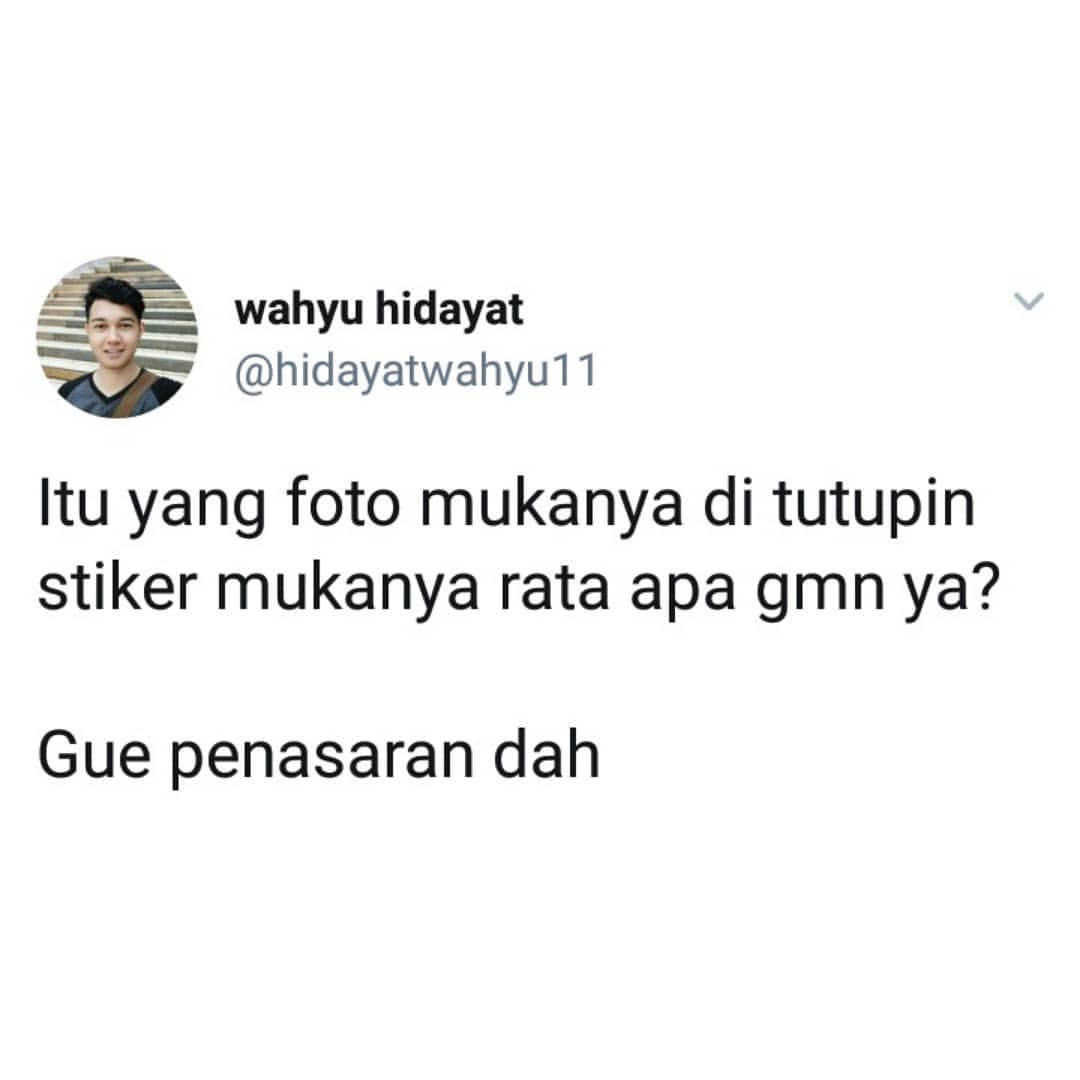 wahyu hidayat
@hidayatwahyu11
Itu yang foto mukanya di tutupin
stiker mukanya rata apa gmn ya?
Gue penasaran dah